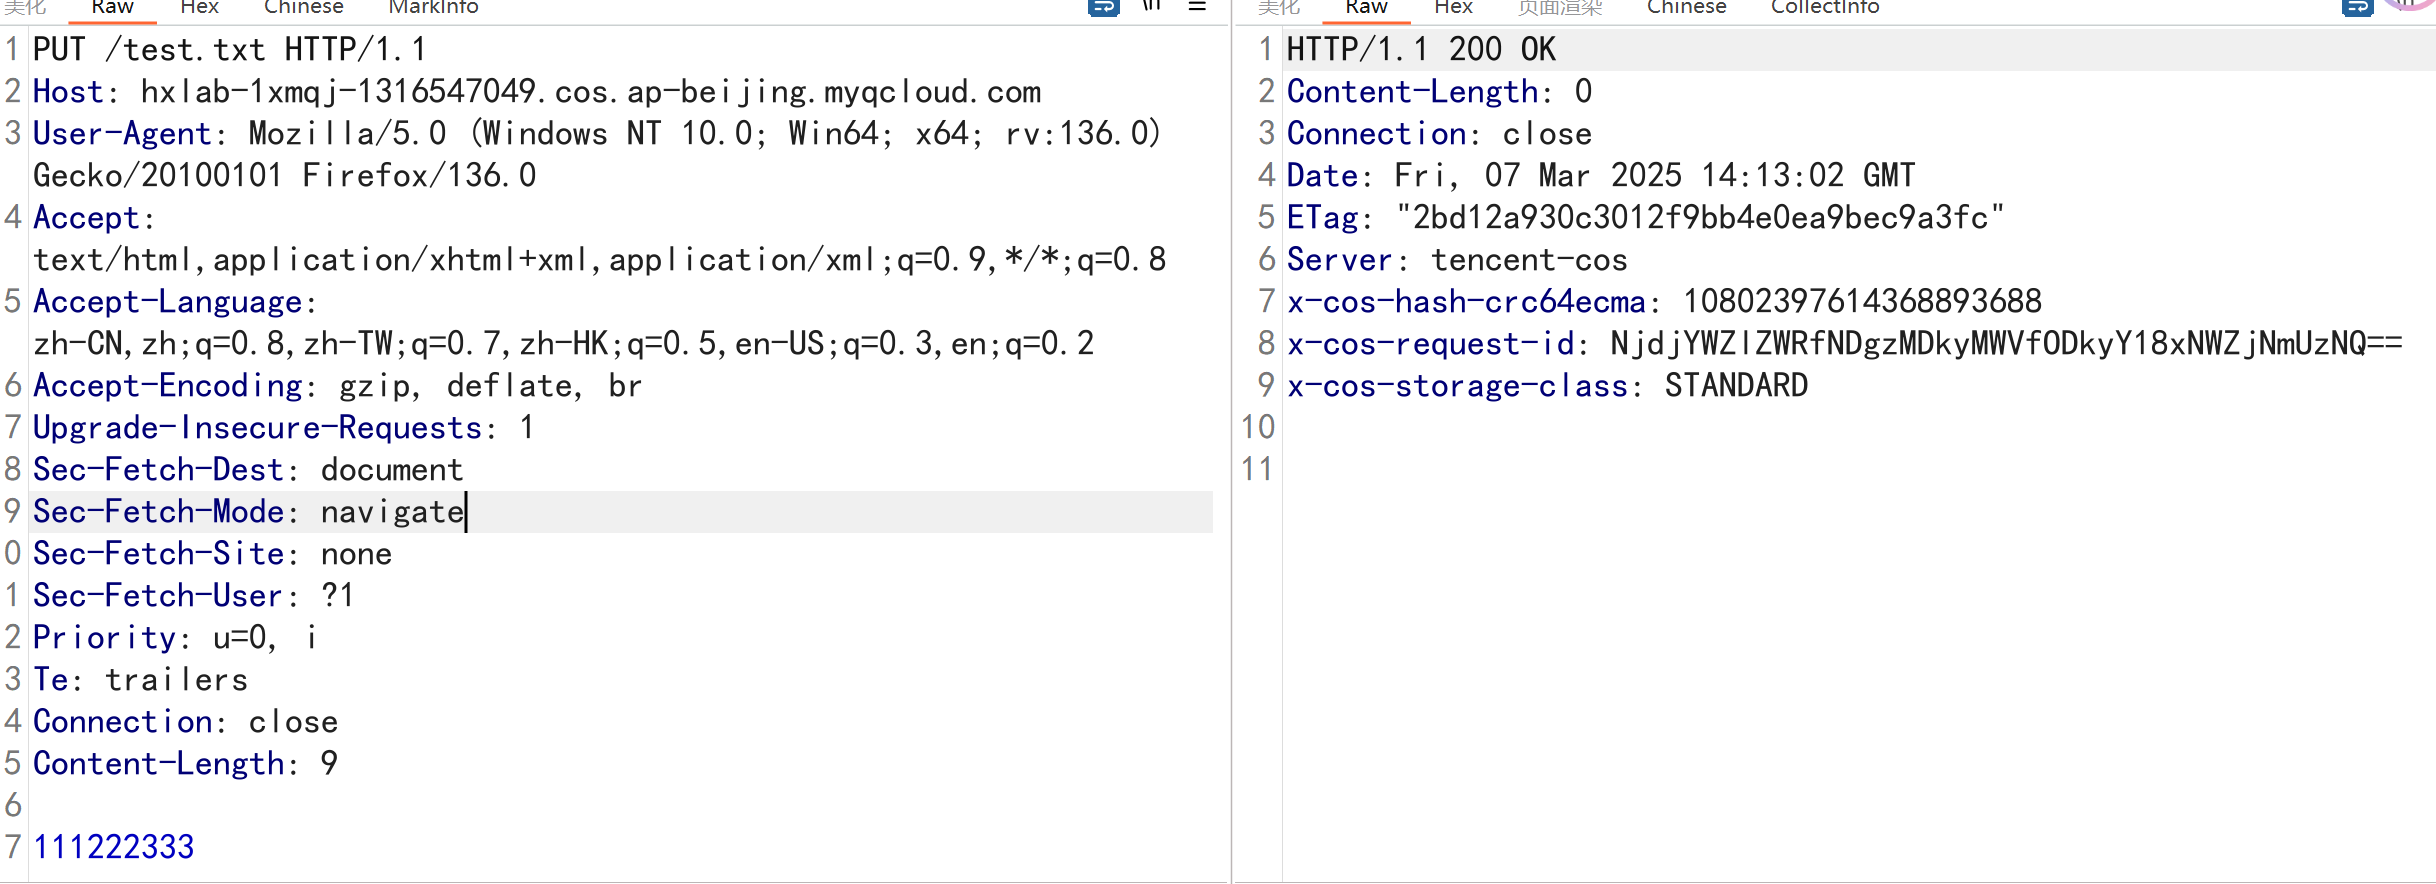 美化 Raw Hex Chinese MarkInfo
1 PUT /test.txt HTTP/1.1
2 Host: hxlab-1xmqj-1316547049.cos.ap-beijing.myqcloud.com
3 User-Agent: Mozilla/5.0 (Windows NT 10.0; Win64; x64; rv:136.0)
Gecko/20100101 Firefox/136.0
4 Accept:
text/html,application/xhtml+xml,application/xml;q=0.9,*/*;q=0.8
5 Accept-Language:
zh-CN,zh;q=0.8,zh-TW;q=0.7,zh-HK;q=0.5,en-US;q=0.3,en;q=0.2
6 Accept-Encoding: gzip, deflate, br
7 Upgrade-Insecure-Requests: 1
8 Sec-Fetch-Dest: document
9 Sec-Fetch-Mode: navigate
0 Sec-Fetch-Site: none
1 Sec-Fetch-User: ?1
2 Priority: u=0, i
3 Te: trailers
4 Connection: close
5 Content-Length: 9
6
7 111222333
美化 Raw Hex 页面渲染 Chinese CollectInfo
1 HTTP/1.1 200 OK
2 Content-Length: 0
3 Connection: close
4 Date: Fri, 07 Mar 2025 14:13:02 GMT
5 ETag: "2bd12a930c3012f9bb4e0ea9bec9a3fc"
6 Server: tencent-cos
7 x-cos-hash-crc64ecma: 10802397614368893688
8 x-cos-request-id: NjdjYWZlZWRfNDgzMDkyMWVfODkyY18xNWZjNmUzNQ==
9 x-cos-storage-class: STANDARD
10
11